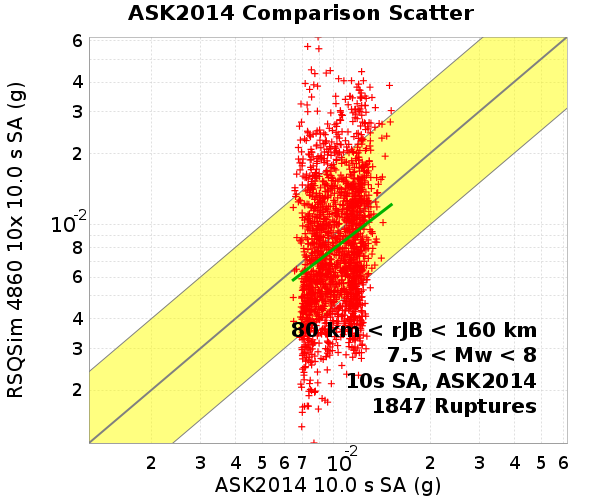 ASK2014 Comparison Scatter
RSQSim 4860 10x 10.0 s SA (g)
6
4
3
2
10-2
8
6
4
3
2
80 km < rJB < 160 km
7.5 < Mw < 8
10s SA, ASK2014
1847 Ruptures
2 3 4 5 6 7 10-2 2 3 4 5 6
ASK2014 10.0 s SA (g)